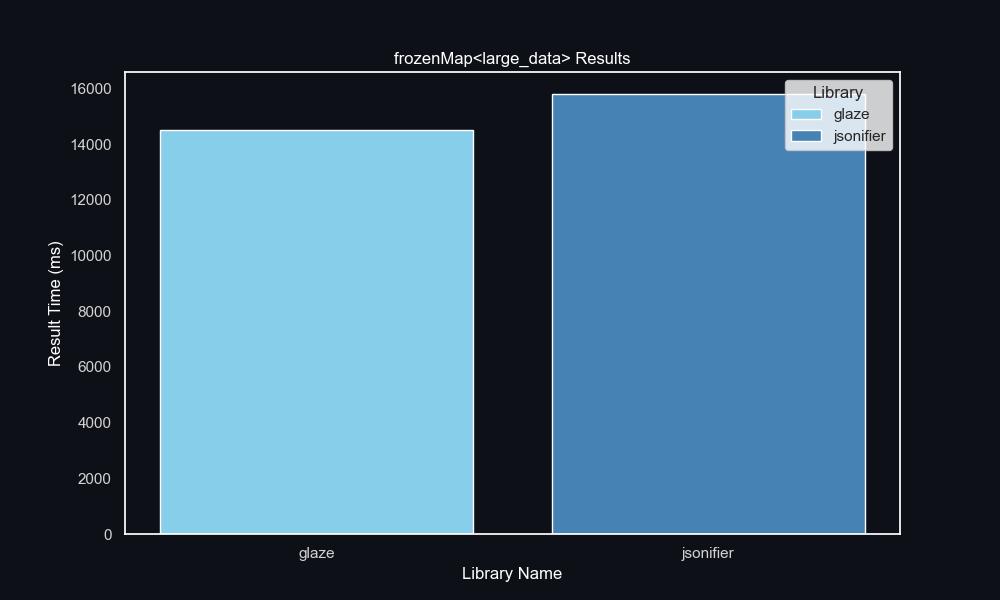 frozenMap<large_data> Results
Library
glaze
jsonifier
16000
14000
12000
10000
8000
6000
4000
2000
0
Result Time (ms)
glaze
jsonifier
Library Name